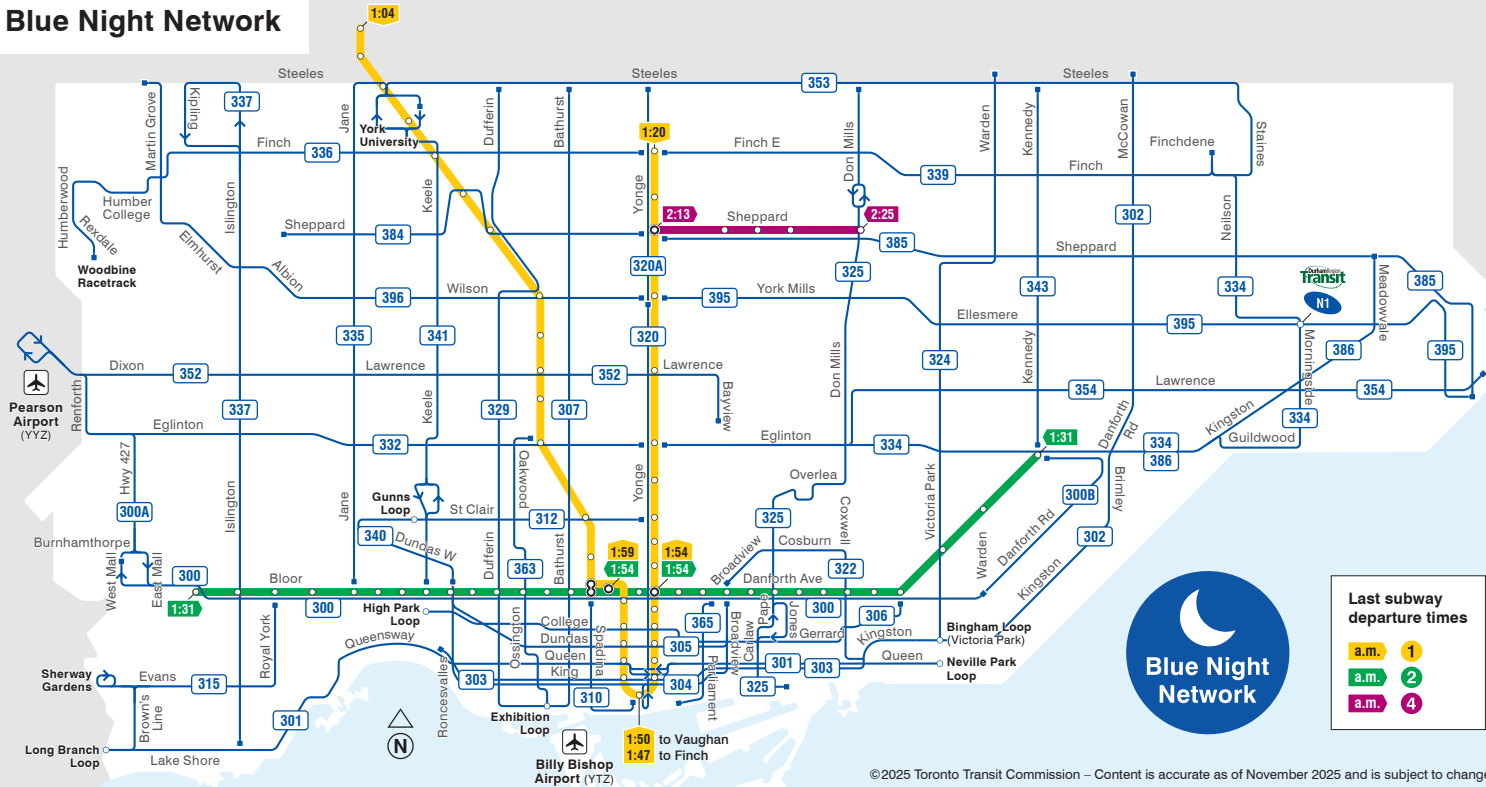 Blue Night Network
1:04
Steeles
Steeles
353
Steeles
Martin Grove
Kipling
337
Jane
York
University
Dufferin
Bathurst
1:20
Don Mills
Warden
Kennedy
McCowan
Finchdene
Staines
Finch
336
Finch E
339
Finch
Humberwood
Humber
College
Rexdale
Woodbine
Racetrack
Islington
Keele
Yonge
2:13
Sheppard
2:25
302
Neilson
Sheppard
384
385
Sheppard
Elmhurst
Albion
320A
325
396
Wilson
395
York Mills
343
334
DurhamRegion
Transit
N1
Meadowvale
385
Ellesmere
395
335
341
320
324
Kennedy
Morningside
386
395
Pearson
Airport
(YYZ)
Dixon
352
Lawrence
352
Lawrence
Bayview
Don Mills
354
Lawrence
354
Renforth
337
Keele
329
307
Danforth
Rd
Kingston
334
Guildwood
Eglinton
332
Eglinton
334
1:31
334
386
Hwy 427
300A
Islington
Jane
Gunns
Loop
St Clair
Oakwood
312
Yonge
Overlea
325
Coxwell
Victoria Park
300B
Brimley
340
Dundas W
Dufferin
Bathurst
363
1:59
1:54
1:54
1:54
Broadview
Cosburn
322
Warden
Danforth Rd
302
Kingston
Burnhamthorpe
West Mall
East Mall
300
Bloor
Danforth Ave
1:31
300
300
High Park
Loop
College
Dundas
Queen
King
Ossington
Spadina
365
305
Broadview
Carlaw
Pape
Jones
Gerrard
306
Kingston
Bingham Loop
(Victoria Park)
Queensway
Royal York
Sherway
Gardens
Evans
315
Brown's
Line
301
Roncesvalles
303
310
304
Parliament
301
303
Queen
Neville Park
Loop
325
Exhibition
Loop
N
Long Branch
Loop
Lake Shore
Billy Bishop
Airport (YTZ)
1:50 to Vaughan
1:47 to Finch
Blue Night
Network
Last subway
departure times
a.m. 1
a.m. 2
a.m. 4
©2025 Toronto Transit Commission – Content is accurate as of November 2025 and is subject to change